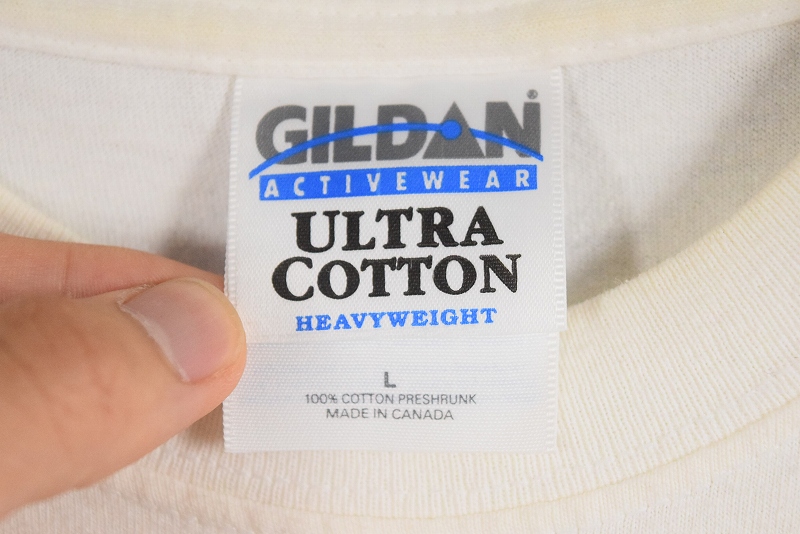 GILDAN®
ACTIVEWEAR
ULTRA
COTTON
HEAVYWEIGHT
L
100% COTTON PRESHRUNK
MADE IN CANADA